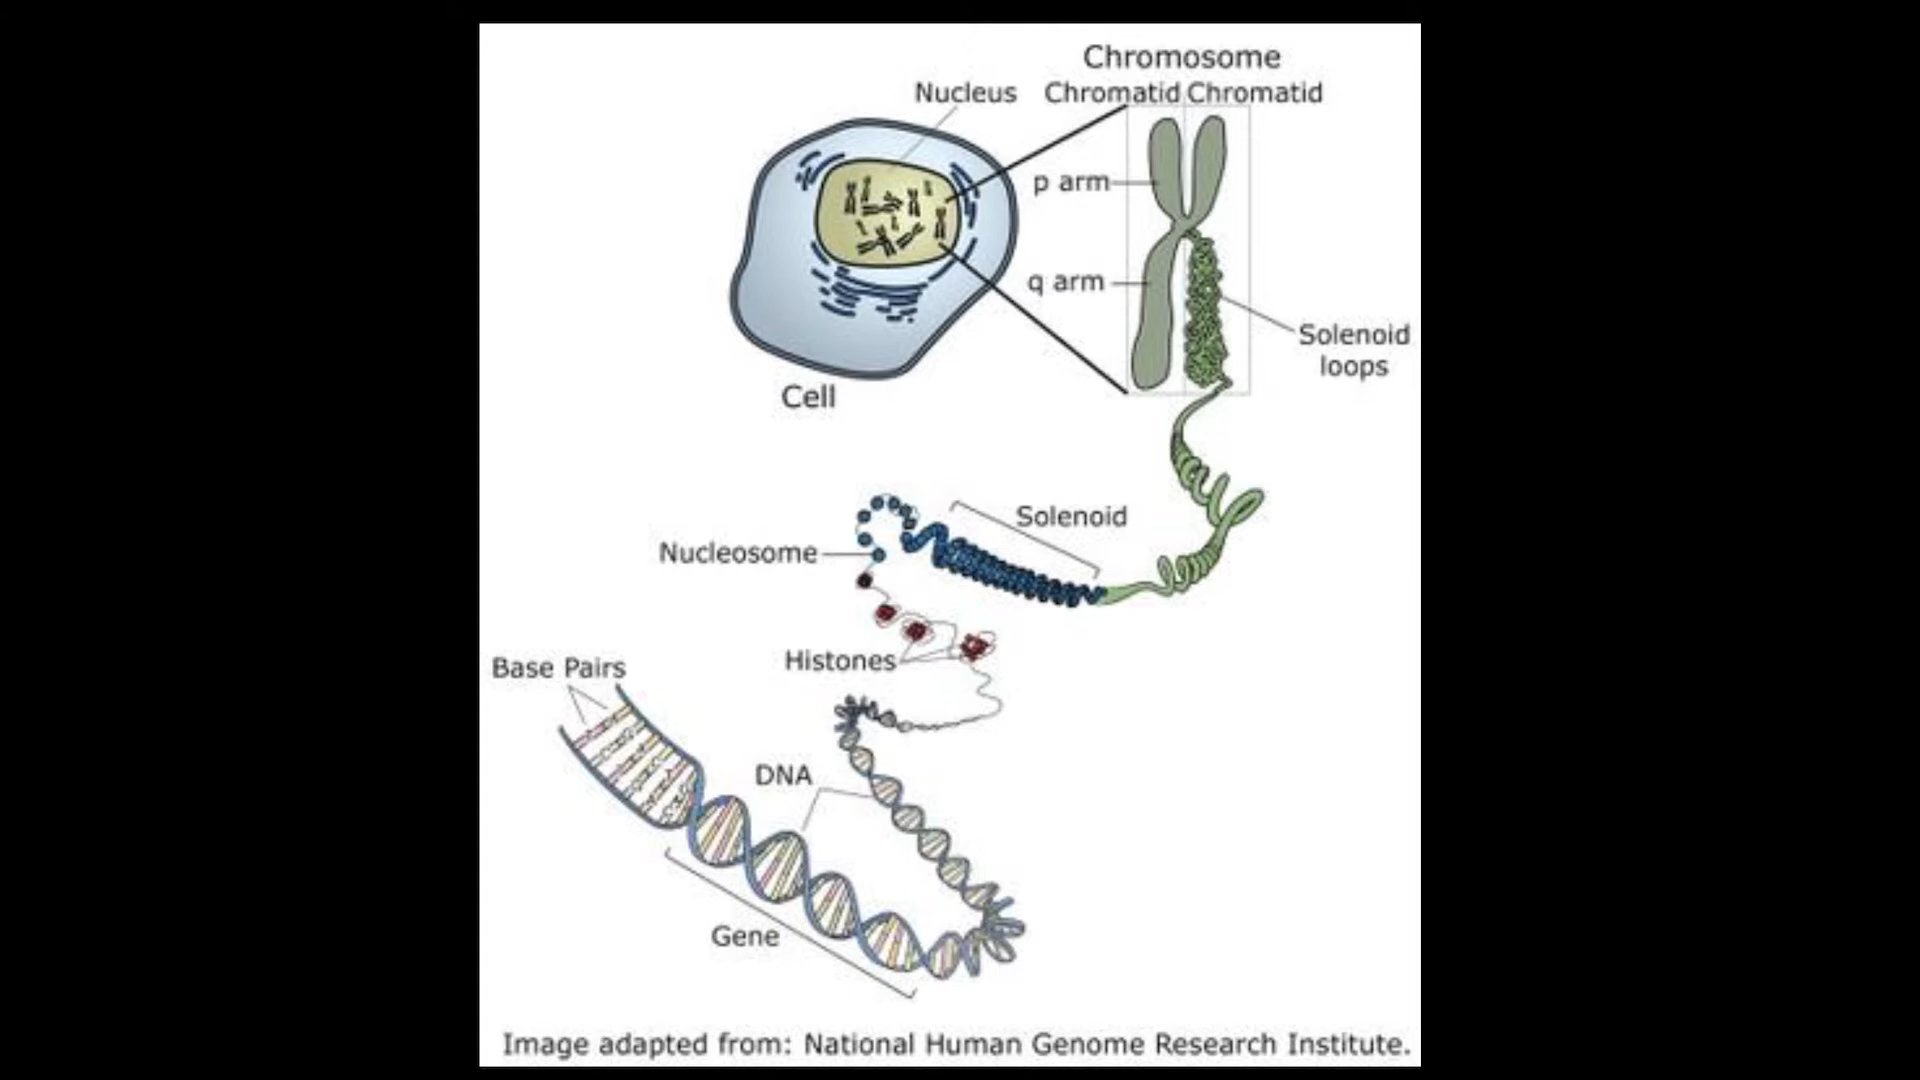 Chromosome
Nucleus
Chromatid Chromatid
p arm
q arm
Solenoid
loops
Cell
Solenoid
Nucleosome
Histones
Base Pairs
DNA
Gene
Image adapted from: National Human Genome Research Institute.